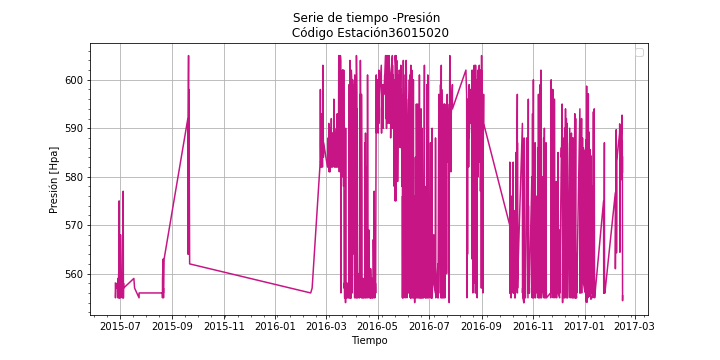 Serie de tiempo -Presión
Código Estación36015020
Presión [Hpa]
600
590
580
570
560
2015-07 2015-09 2015-11 2016-01 2016-03 2016-05 2016-07 2016-09 2016-11 2017-01 2017-03
Tiempo